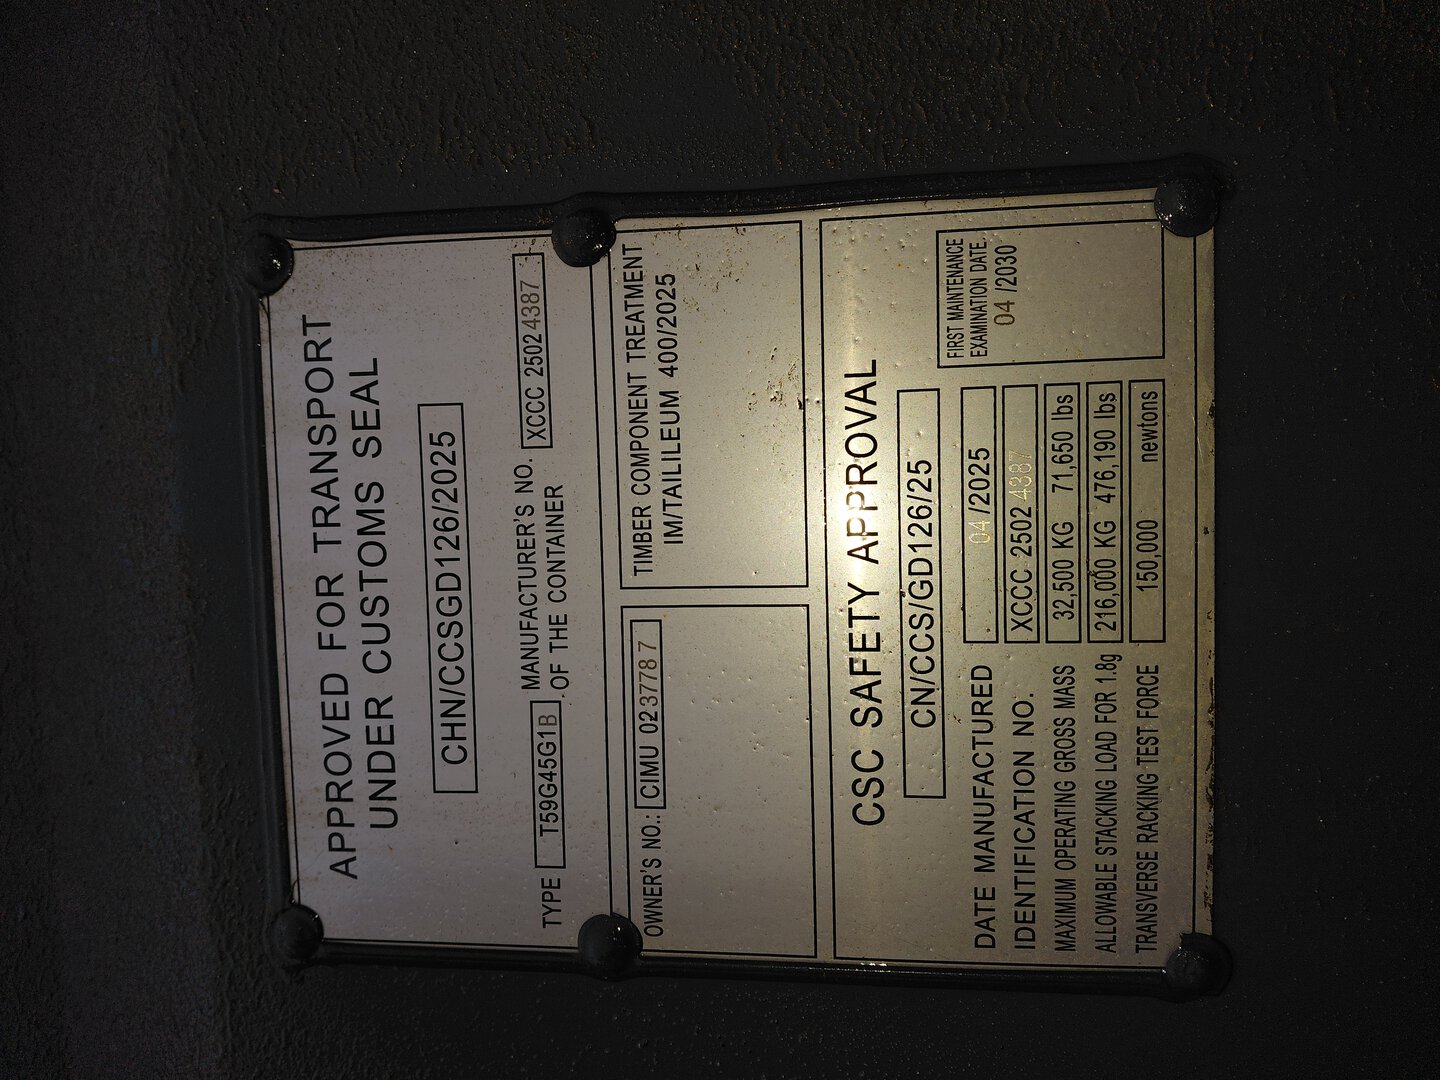 APPROVED FOR TRANSPORT
UNDER CUSTOMS SEAL
CHN/CCSGD126/2025
TYPE T59G45G1B MANUFACTURER'S NO. OF THE CONTAINER XCCC 2502 4387
OWNER'S NO.: CIMU 023778 7
TIMBER COMPONENT TREATMENT
IM/TAILILEUM 400/2025
CSC SAFETY APPROVAL
CN/CCS/GD126/25
DATE MANUFACTURED 04 /2025
IDENTIFICATION NO. XCCC 2502 4387
MAXIMUM OPERATING GROSS MASS 32,500 KG 71,650 lbs
ALLOWABLE STACKING LOAD FOR 1.8g 216,000 KG 476,190 lbs
TRANSVERSE RACKING TEST FORCE 150,000 newtons
FIRST MAINTENANCE
EXAMINATION DATE
04 /2030